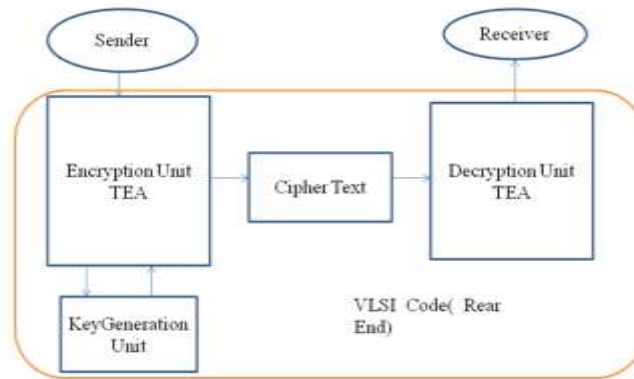 Sender
Receiver
Encryption Unit
TEA
Cipher Text
Decryption Unit
TEA
KeyGeneration
Unit
VLSI Code( Rear
End)